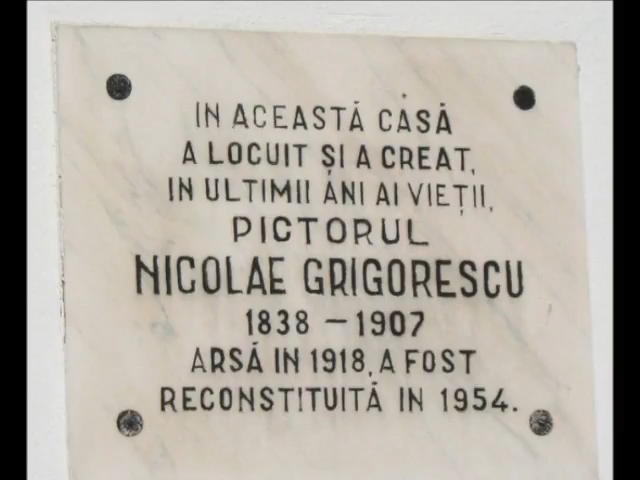 IN ACEASTĂ CASĂ
A LOCUIT ȘI A CREAT,
IN ULTIMII ANI AI VIEȚII,
PICTORUL
NICOLAE GRIGORESCU
1838 – 1907
ARSĂ IN 1918, A FOST
RECONSTITUITĂ IN 1954.